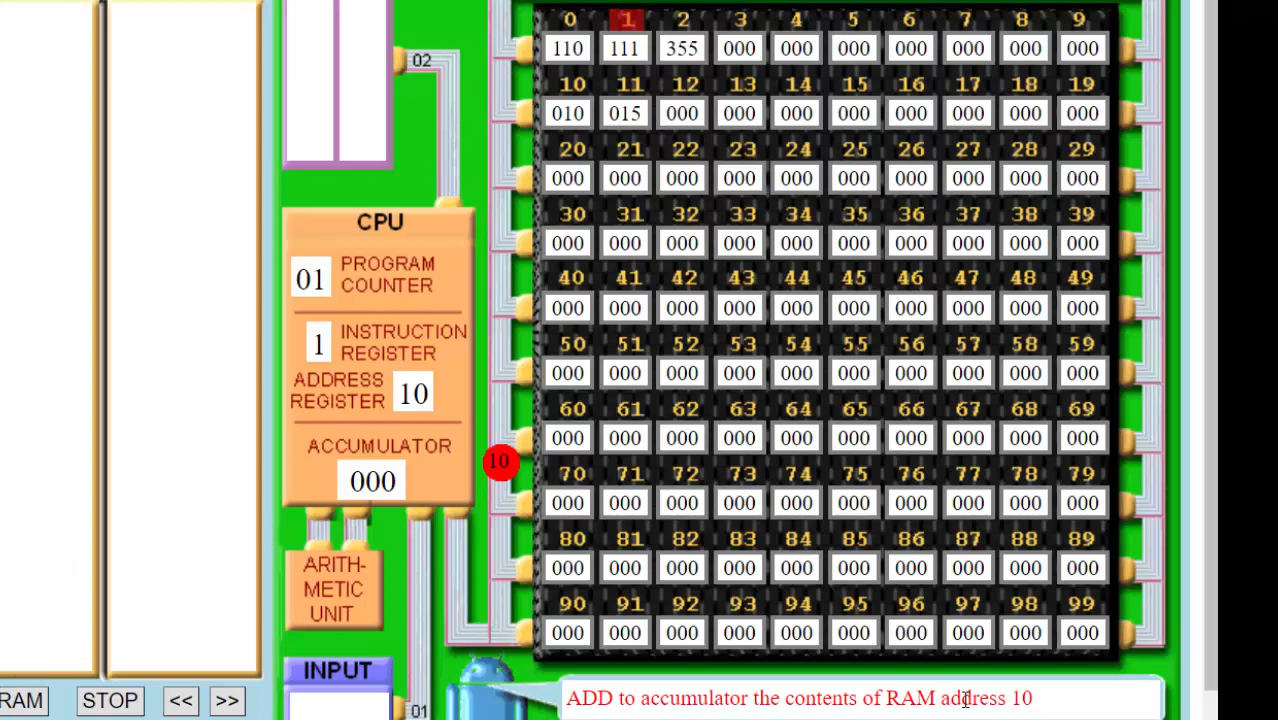 0 1 2 3 4 5 6 7 8 9
110 111 355 000 000 000 000 000 000 000
02
10 11 12 13 14 15 16 17 18 19
010 015 000 000 000 000 000 000 000 000
20 21 22 23 24 25 26 27 28 29
000 000 000 000 000 000 000 000 000 000
30 31 32 33 34 35 36 37 38 39
000 000 000 000 000 000 000 000 000 000
40 41 42 43 44 45 46 47 48 49
000 000 000 000 000 000 000 000 000 000
50 51 52 53 54 55 56 57 58 59
000 000 000 000 000 000 000 000 000 000
60 61 62 63 64 65 66 67 68 69
000 000 000 000 000 000 000 000 000 000
70 71 72 73 74 75 76 77 78 79
000 000 000 000 000 000 000 000 000 000
80 81 82 83 84 85 86 87 88 89
000 000 000 000 000 000 000 000 000 000
90 91 92 93 94 95 96 97 98 99
000 000 000 000 000 000 000 000 000 000
CPU
01 PROGRAM
COUNTER
1 INSTRUCTION
REGISTER
ADDRESS
REGISTER 10
ACCUMULATOR
000
10
ARITH-
METIC
UNIT
INPUT
01
RAM STOP << >>
ADD to accumulator the contents of RAM address 10